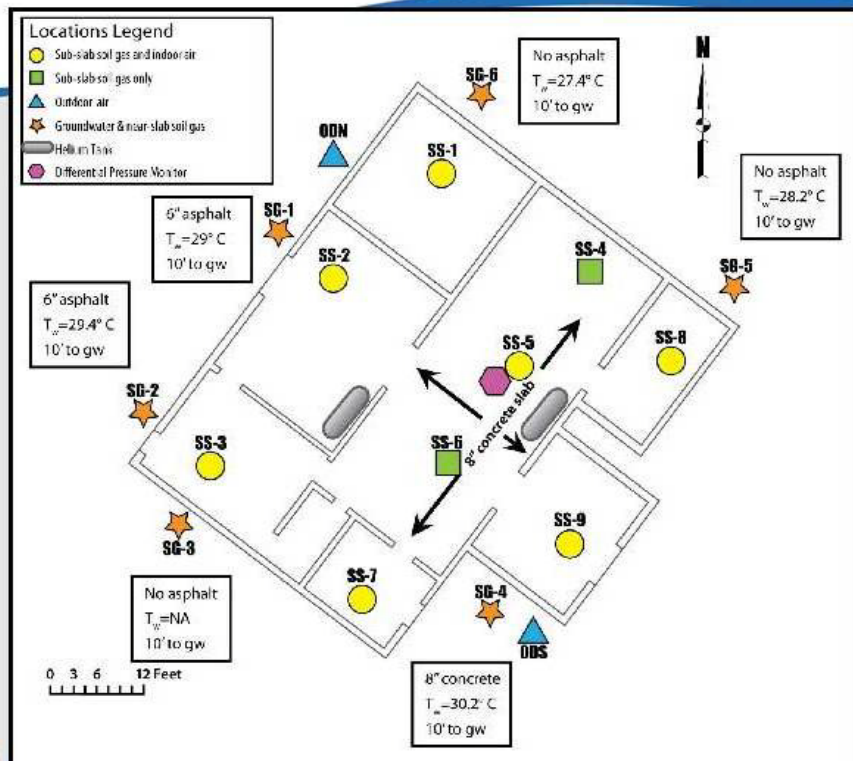 Locations Legend
Sub-slab soil gas and indoor air
Sub-slab soil gas only
Outdoor air
Groundwater & near-slab soil gas
Helium Tank
Differential Pressure Monitor
No asphalt
Tw=27.4° C
10' to gw
N
SG-6
ODN
SS-1
No asphalt
Tw=28.2° C
10' to gw
6" asphalt
Tw=29° C
10' to gw
SG-1
SS-2
SS-4
SG-5
6" asphalt
Tw=29.4° C
10' to gw
SS-5
SS-8
SG-2
8" concrete slab
SS-3
SS-6
SG-3
SS-9
SS-7
SG-4
ODS
No asphalt
Tw=NA
10' to gw
0 3 6 12 Feet
8" concrete
Tw=30.2° C
10' to gw